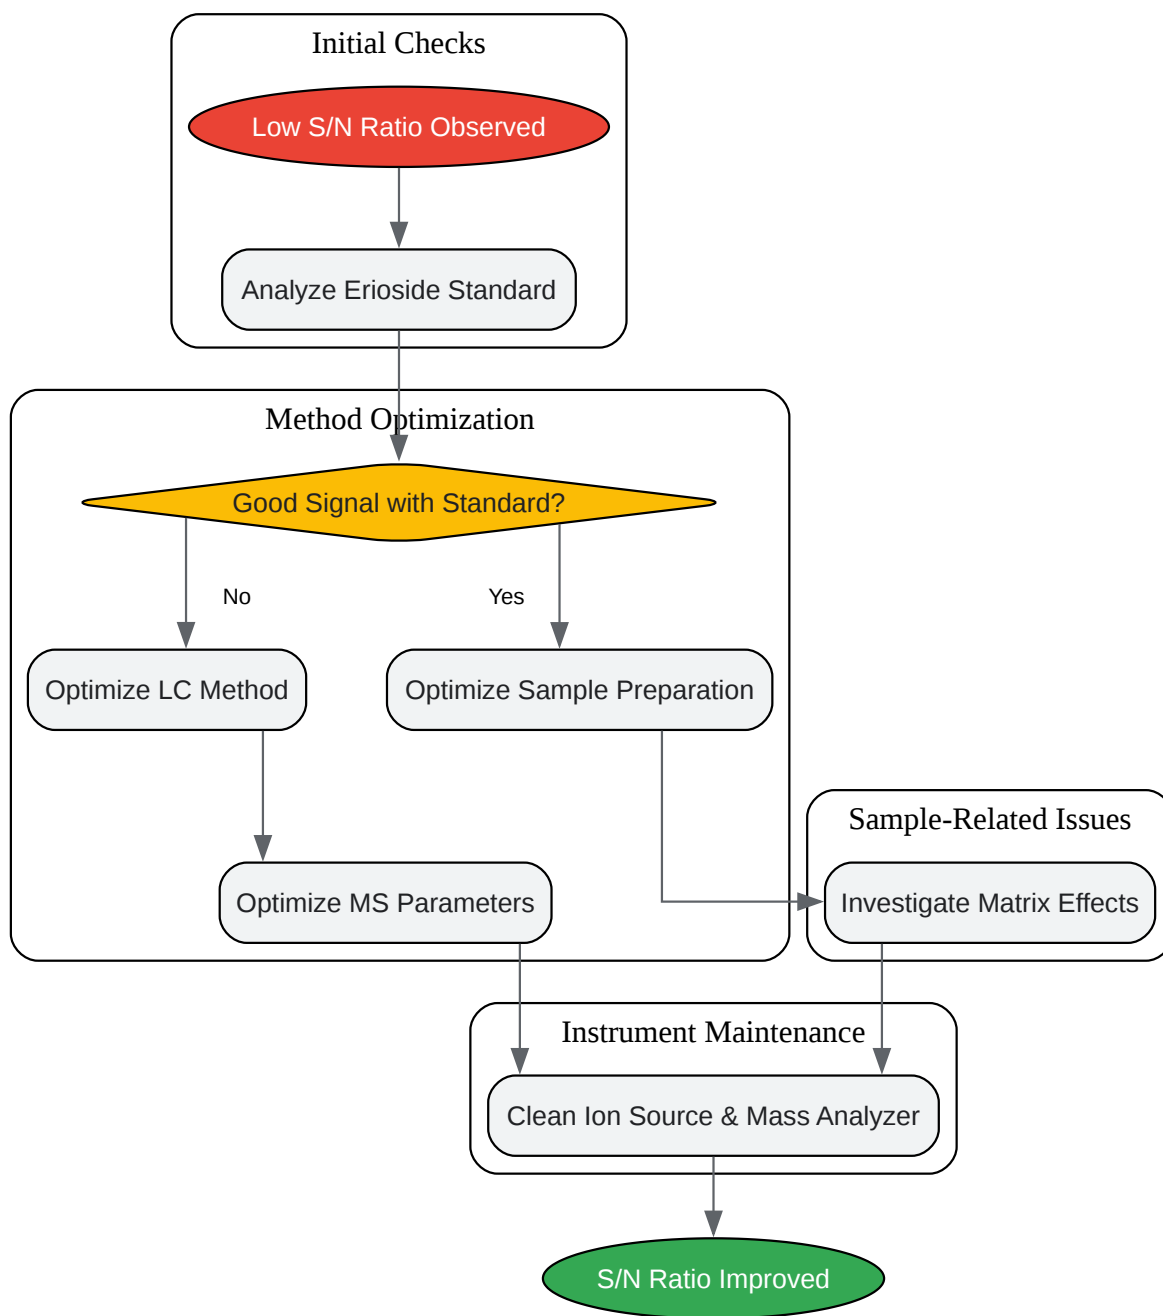 Initial Checks
Low S/N Ratio Observed
Analyze Erioside Standard
Method Optimization
Good Signal with Standard?
No
Yes
Optimize LC Method
Optimize Sample Preparation
Sample-Related Issues
Optimize MS Parameters
Investigate Matrix Effects
Instrument Maintenance
Clean Ion Source & Mass Analyzer
S/N Ratio Improved